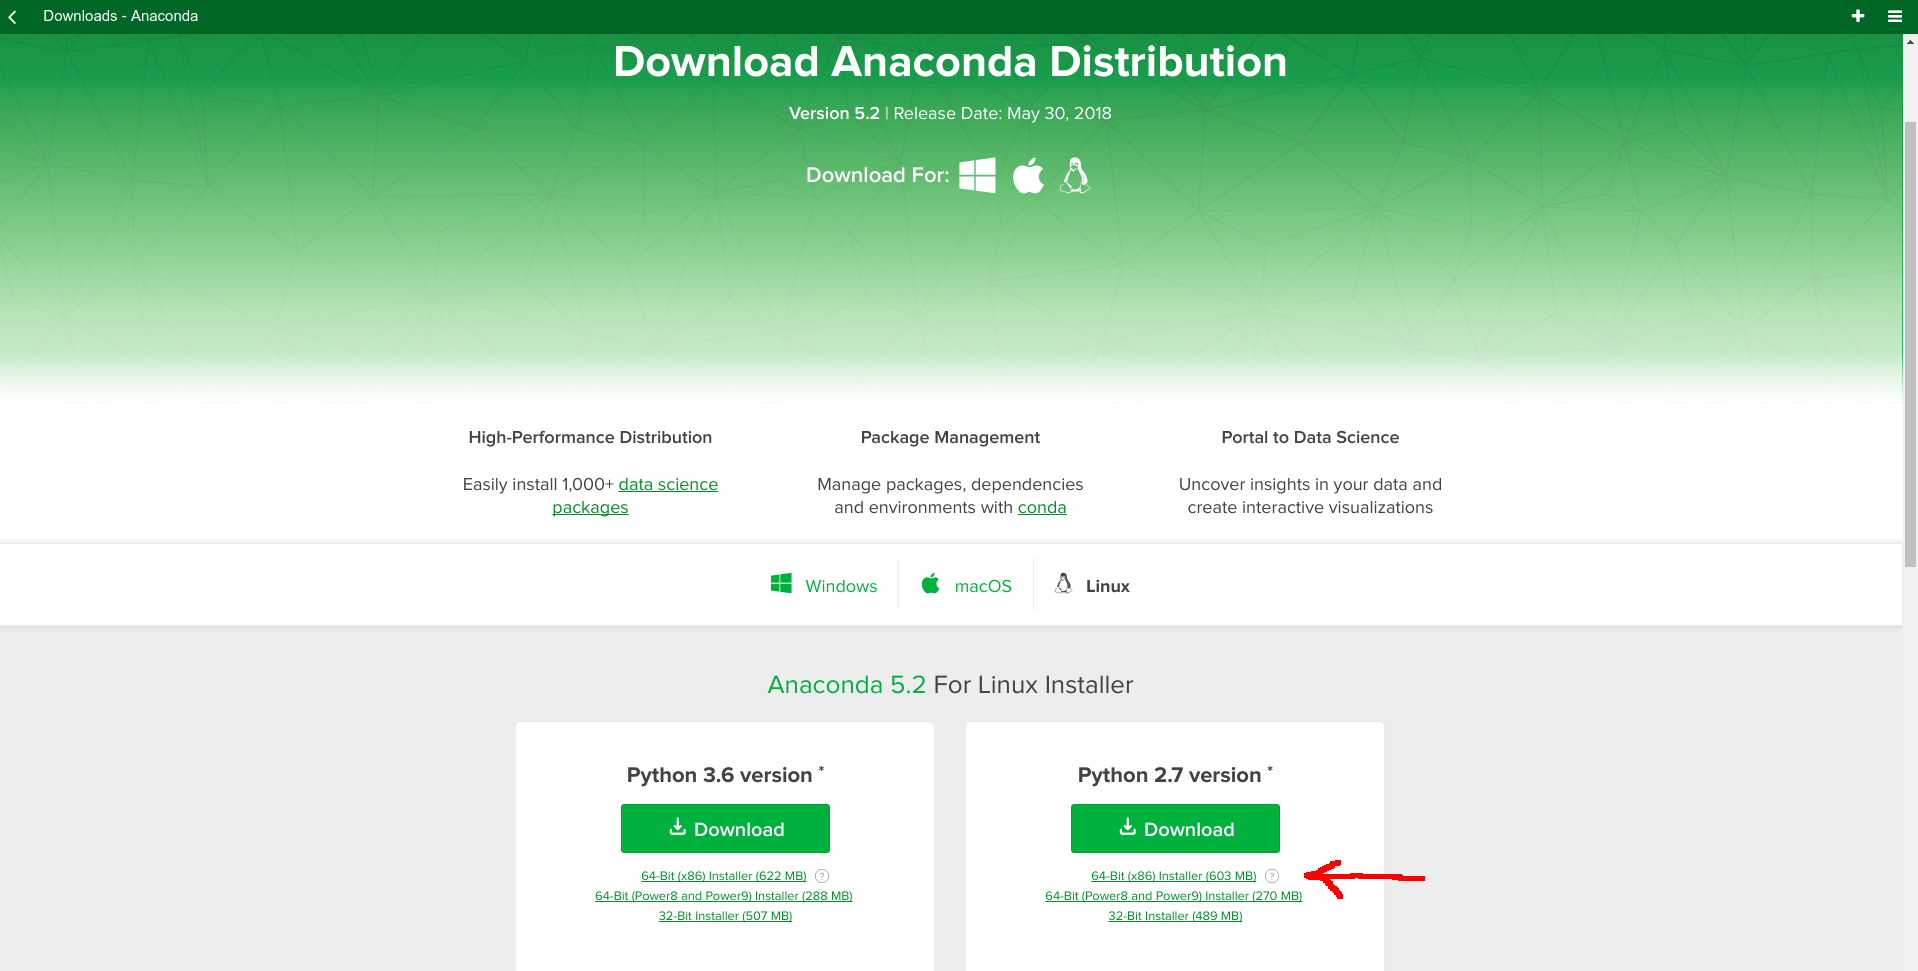 Downloads - Anaconda
Download Anaconda Distribution
Version 5.2 | Release Date: May 30, 2018
Download For:
High-Performance Distribution
Easily install 1,000+ data science
packages
Package Management
Manage packages, dependencies
and environments with conda
Portal to Data Science
Uncover insights in your data and
create interactive visualizations
Windows
macOS
Linux
Anaconda 5.2 For Linux Installer
Python 3.6 version *
Download
64-Bit (x86) Installer (622 MB) ?
64-Bit (Power8 and Power9) Installer (288 MB)
32-Bit Installer (507 MB)
Python 2.7 version *
Download
64-Bit (x86) Installer (603 MB) ?
64-Bit (Power8 and Power9) Installer (270 MB)
32-Bit Installer (489 MB)